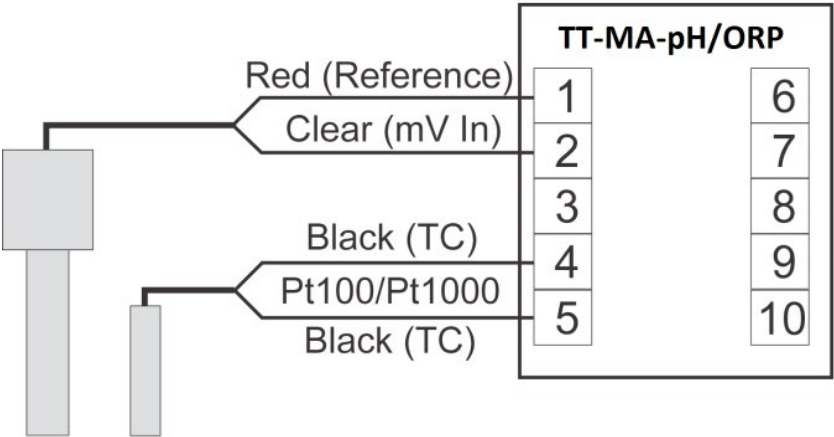 TT-MA-pH/ORP
Red (Reference)
1
6
Clear (mV In)
2
7
3
8
Black (TC)
4
9
Pt100/Pt1000
5
10
Black (TC)